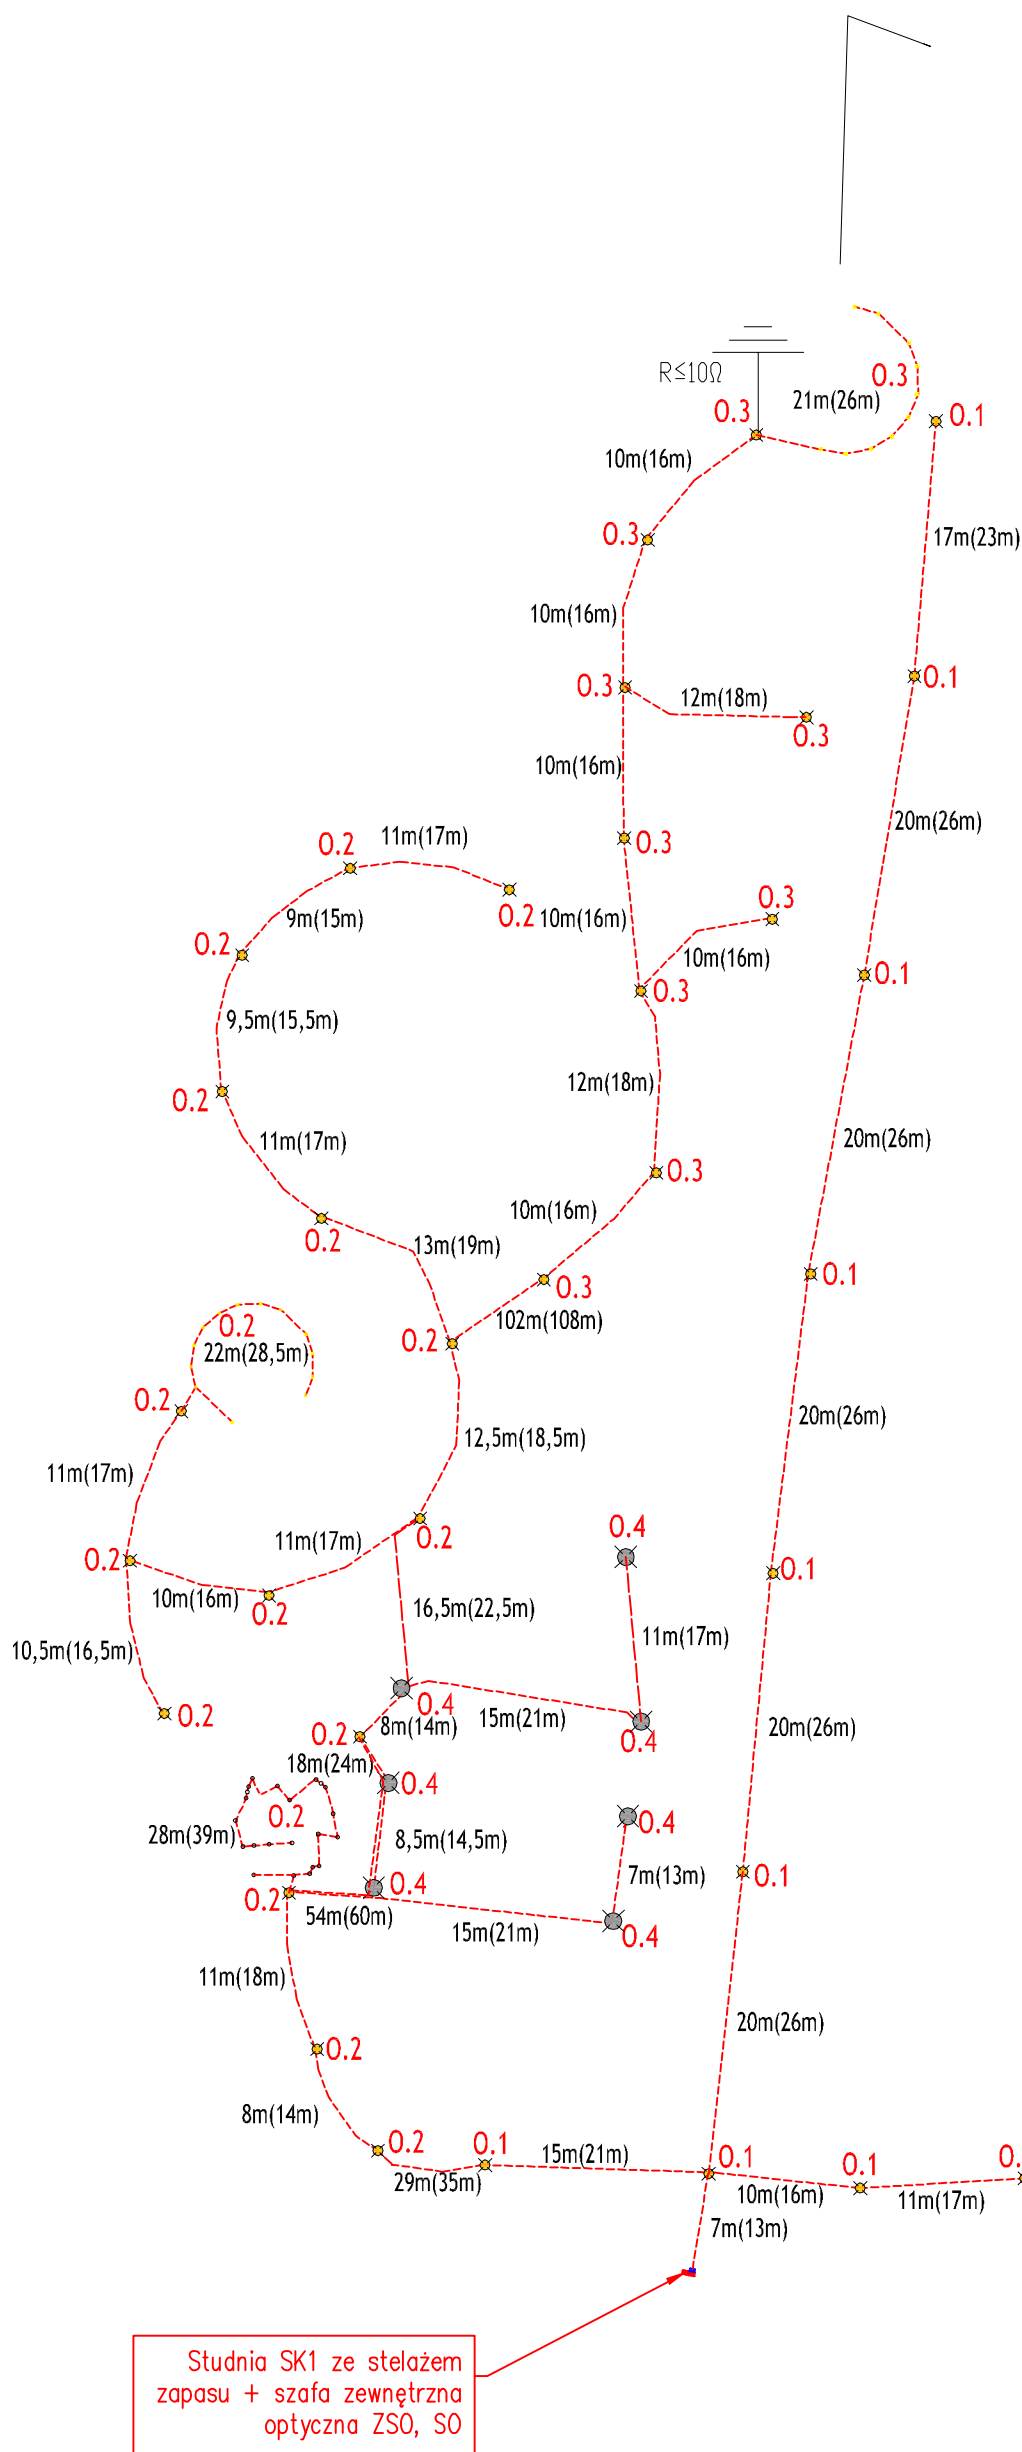 R≤10Ω
0.3
21m(26m)
0.3
0.1
10m(16m)
0.3
17m(23m)
10m(16m)
0.3
12m(18m)
0.3
0.1
10m(16m)
0.3
20m(26m)
11m(17m)
0.2
0.2
10m(16m)
0.3
9m(15m)
0.2
10m(16m)
0.3
0.1
9,5m(15,5m)
0.2
12m(18m)
20m(26m)
11m(17m)
0.3
10m(16m)
0.2
13m(19m)
0.3
0.1
102m(108m)
0.2
0.2
22m(28,5m)
0.2
20m(26m)
12,5m(18,5m)
11m(17m)
0.2
0.4
11m(17m)
0.2
0.1
10m(16m)
0.2
16,5m(22,5m)
11m(17m)
10,5m(16,5m)
0.2
0.4
15m(21m)
0.4
8m(14m)
0.2
20m(26m)
18m(24m)
0.4
0.2
28m(39m)
8,5m(14,5m)
0.4
7m(13m)
0.1
0.4
0.2
54m(60m)
15m(21m)
0.4
11m(18m)
20m(26m)
0.2
8m(14m)
0.2
0.1
15m(21m)
0.1
0.1
0.
29m(35m)
10m(16m)
11m(17m)
7m(13m)
Studnia SK1 ze stelażem
zapasu + szafa zewnętrzna
optyczna ZSO, SO